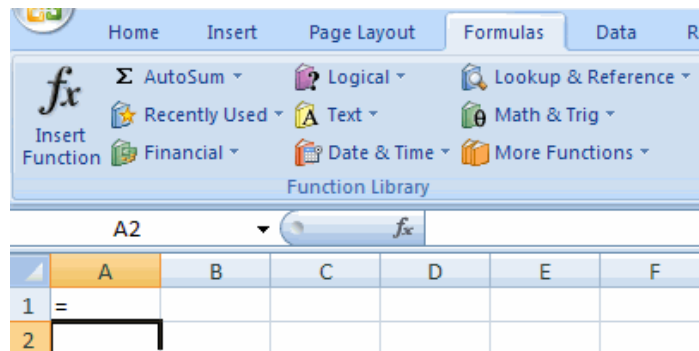 Home Insert Page Layout Formulas Data R
Σ AutoSum Logical Lookup & Reference
fx Recently Used A Text θ Math & Trig
Insert
Function Financial Date & Time More Functions
Function Library
A2 fx
A B C D E F
1 =
2